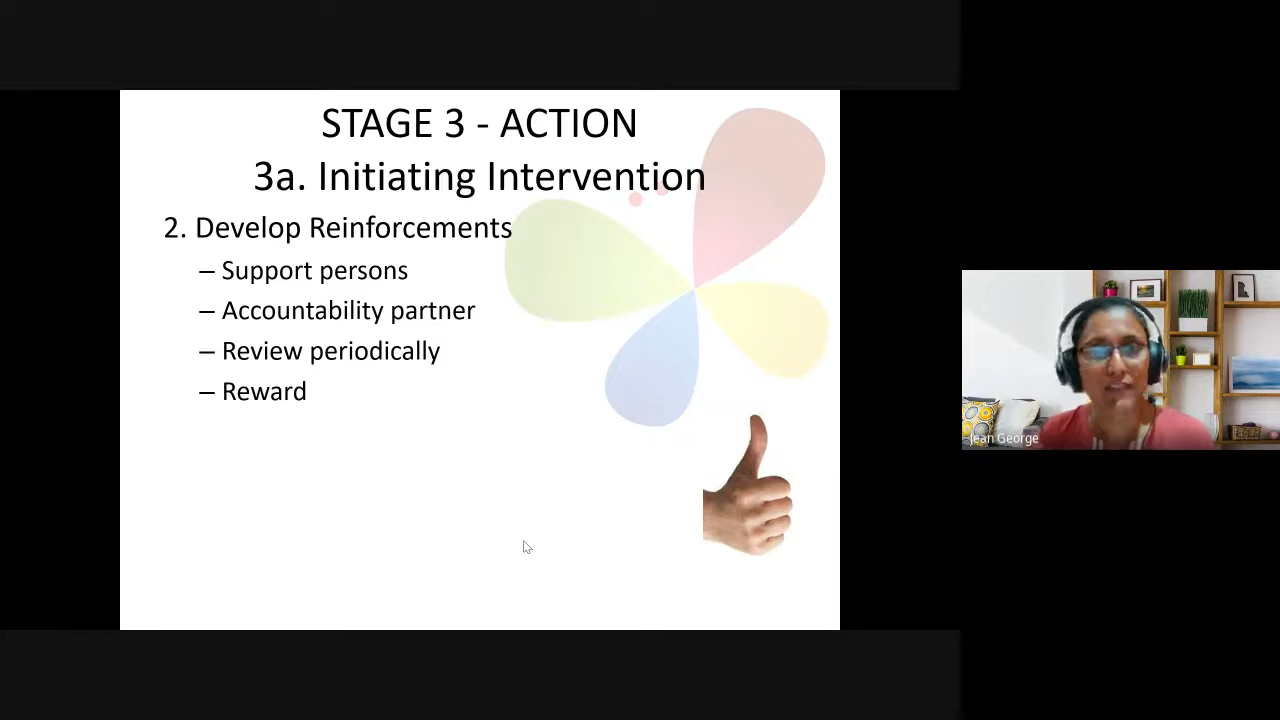 STAGE 3 - ACTION
3a. Initiating Intervention
2. Develop Reinforcements
– Support persons
– Accountability partner
– Review periodically
– Reward
Jean George